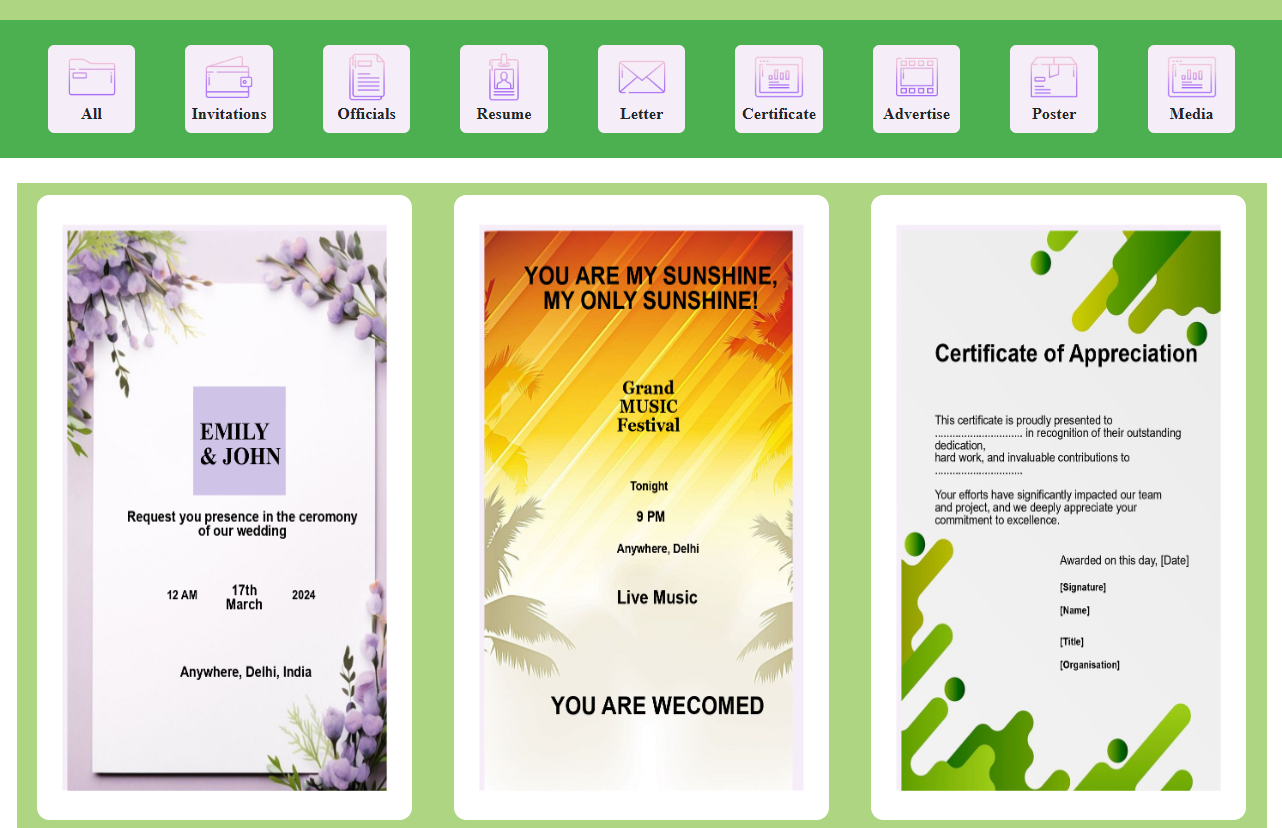 All
Invitations
Officials
Resume
Letter
Certificate
Advertise
Poster
Media
EMILY
& JOHN
Request you presence in the ceromony
of our wedding
12 AM
17th
March
2024
Anywhere, Delhi, India
YOU ARE MY SUNSHINE,
MY ONLY SUNSHINE!
Grand
MUSIC
Festival
Tonight
9 PM
Anywhere, Delhi
Live Music
YOU ARE WECOMED
Certificate of Appreciation
This certificate is proudly presented to
............................. in recognition of their outstanding
dedication,
hard work, and invaluable contributions to
.............................
Your efforts have significantly impacted our team
and project, and we deeply appreciate your
commitment to excellence.
Awarded on this day, [Date]
[Signature]
[Name]
[Title]
[Organisation]